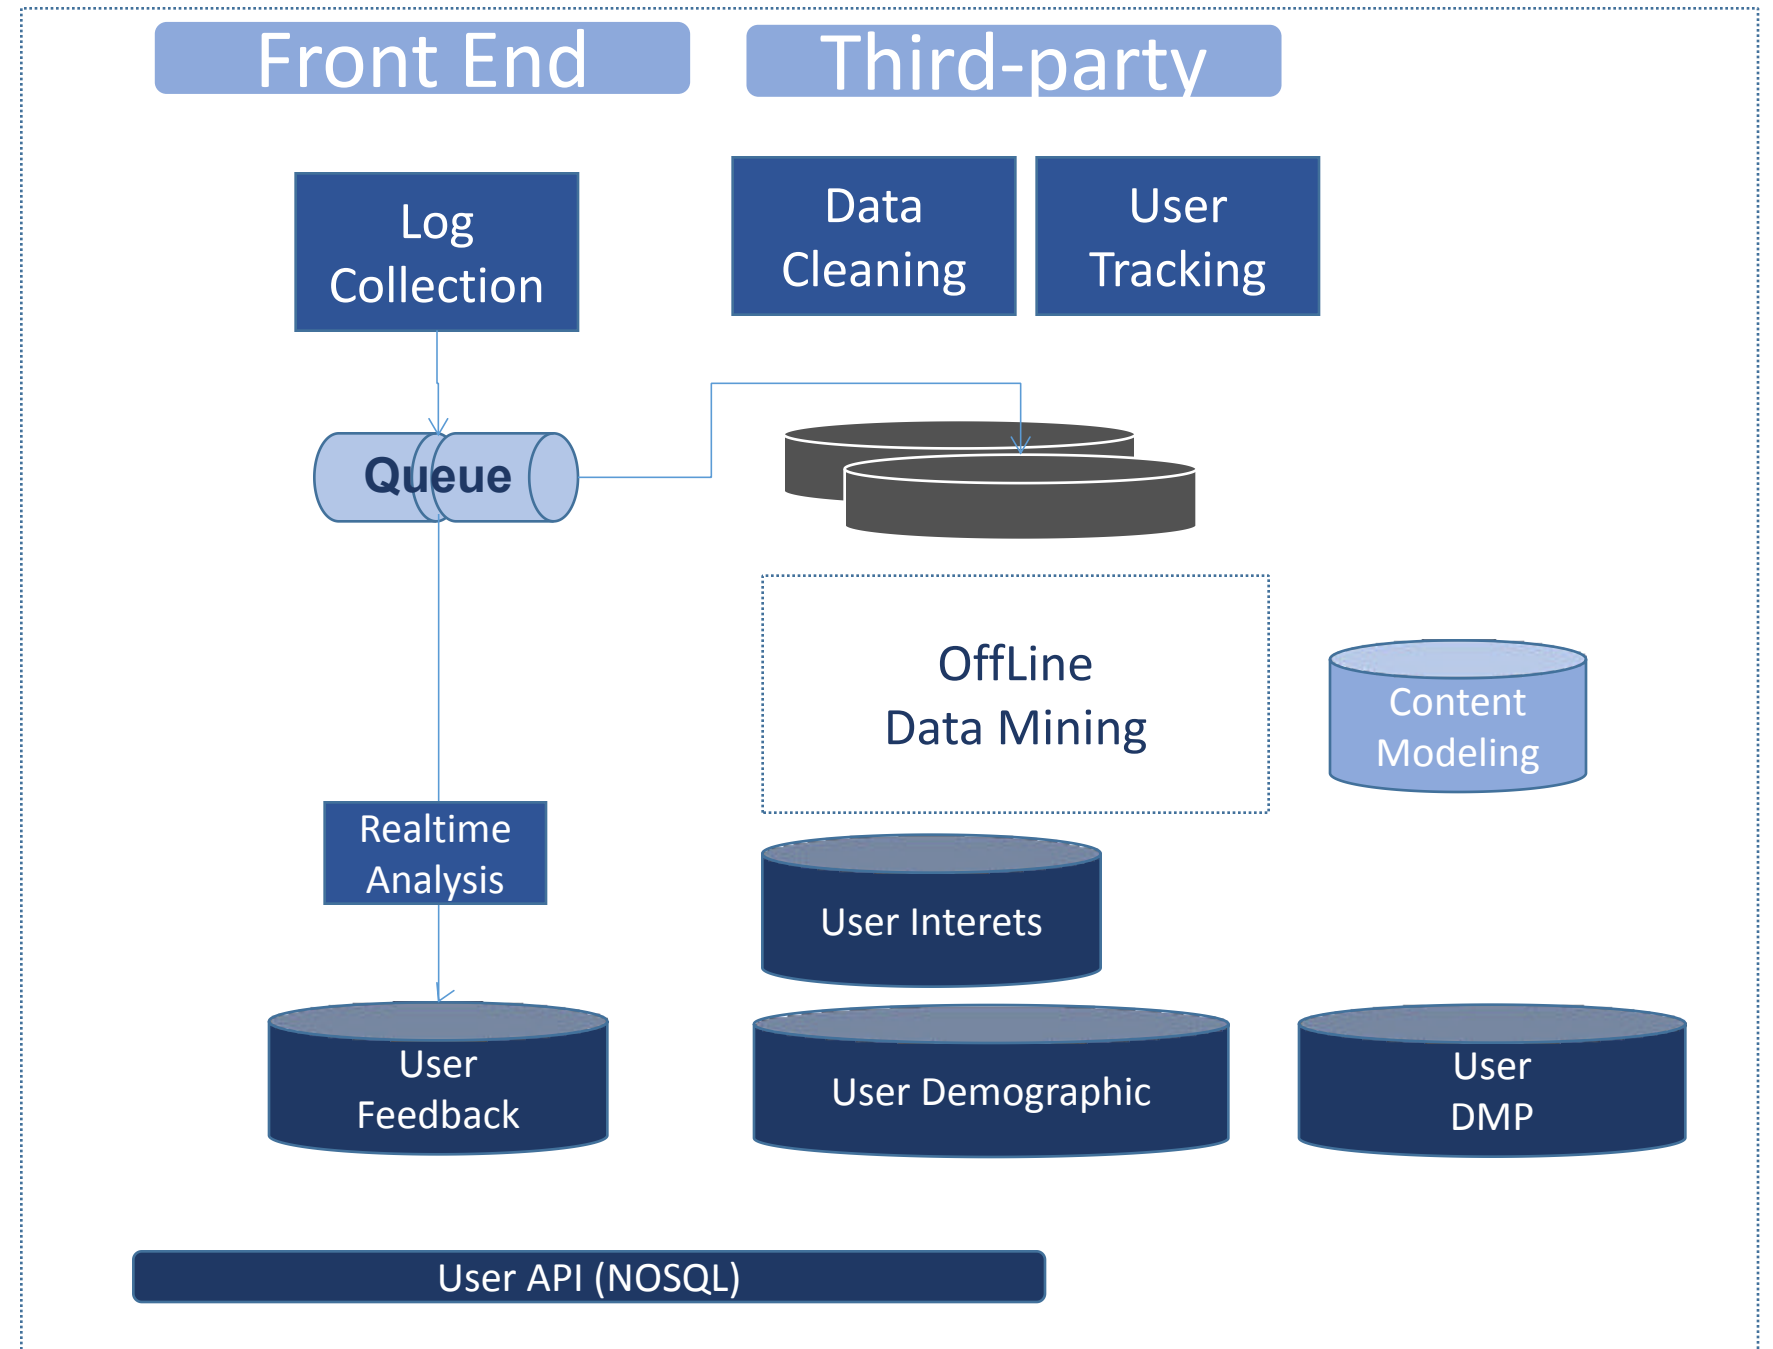 Front End
Third-party
Log
Collection
Data
Cleaning
User
Tracking
Queue
OffLine
Data Mining
Content
Modeling
Realtime
Analysis
User Interets
User
Feedback
User Demographic
User
DMP
User API (NOSQL)